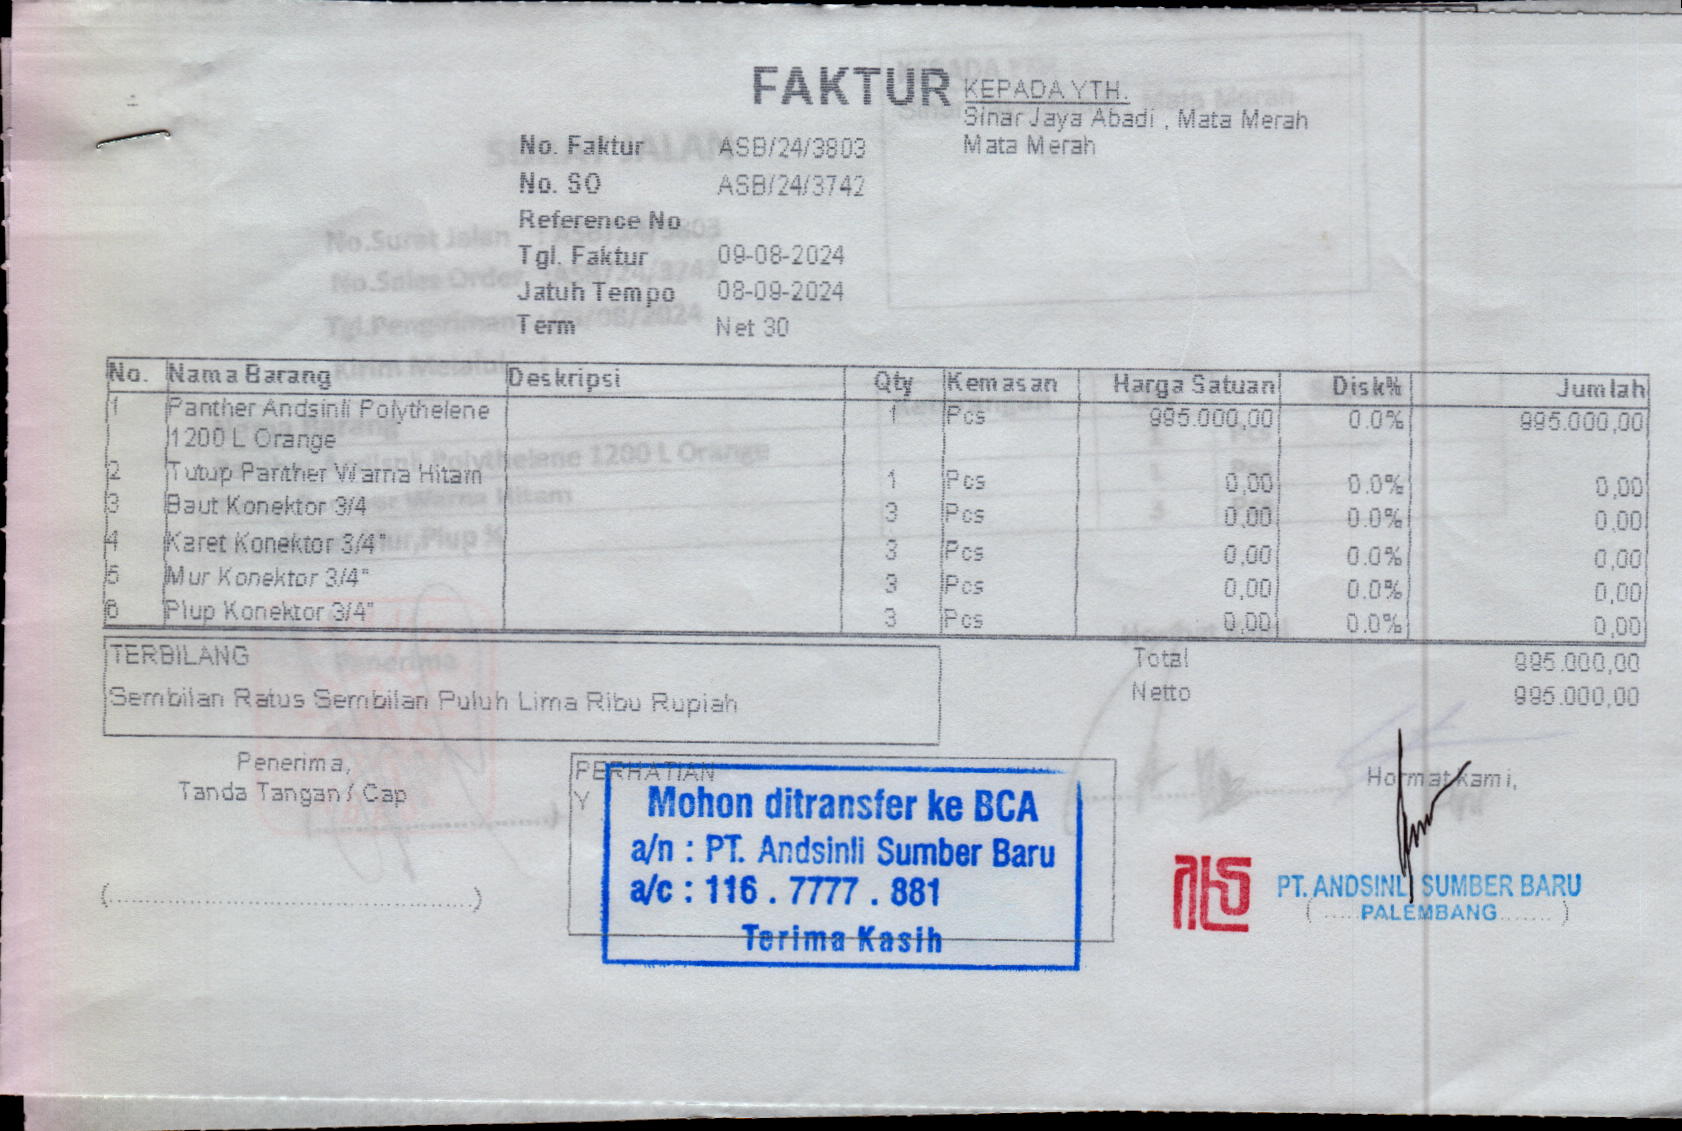 FAKTUR
KEPADA YTH.
Sinar Jaya Abadi , Mata Merah
Mata Merah
No. Faktur ASB/24/3803
No. SO ASB/24/3742
Reference No
Tgl. Faktur 09-08-2024
Jatuh Tempo 08-09-2024
Term Net 30
No. Nama Barang Deskripsi Qty Kemasan Harga Satuan Disk% Jumlah
1 Panther Andsinli Polythelene 1 Pcs 995.000,00 0.0% 995.000,00
1200 L Orange
2 Tutup Panther Warna Hitam 1 Pcs 0,00 0.0% 0,00
3 Baut Konektor 3/4 3 Pcs 0,00 0.0% 0,00
4 Karet Konektor 3/4" 3 Pcs 0,00 0.0% 0,00
5 Mur Konektor 3/4" 3 Pcs 0,00 0.0% 0,00
6 Plup Konektor 3/4" 3 Pcs 0,00 0.0% 0,00
TERBILANG
Sembilan Ratus Sembilan Puluh Lima Ribu Rupiah
Total 995.000,00
Netto 995.000,00
Penerima,
Tanda Tangan / Cap
PERHATIAN
Y
Mohon ditransfer ke BCA
a/n : PT. Andsinli Sumber Baru
a/c : 116 . 7777 . 881
Terima Kasih
Hormat Kami,
PT. ANDSINLI SUMBER BARU
PALEMBANG